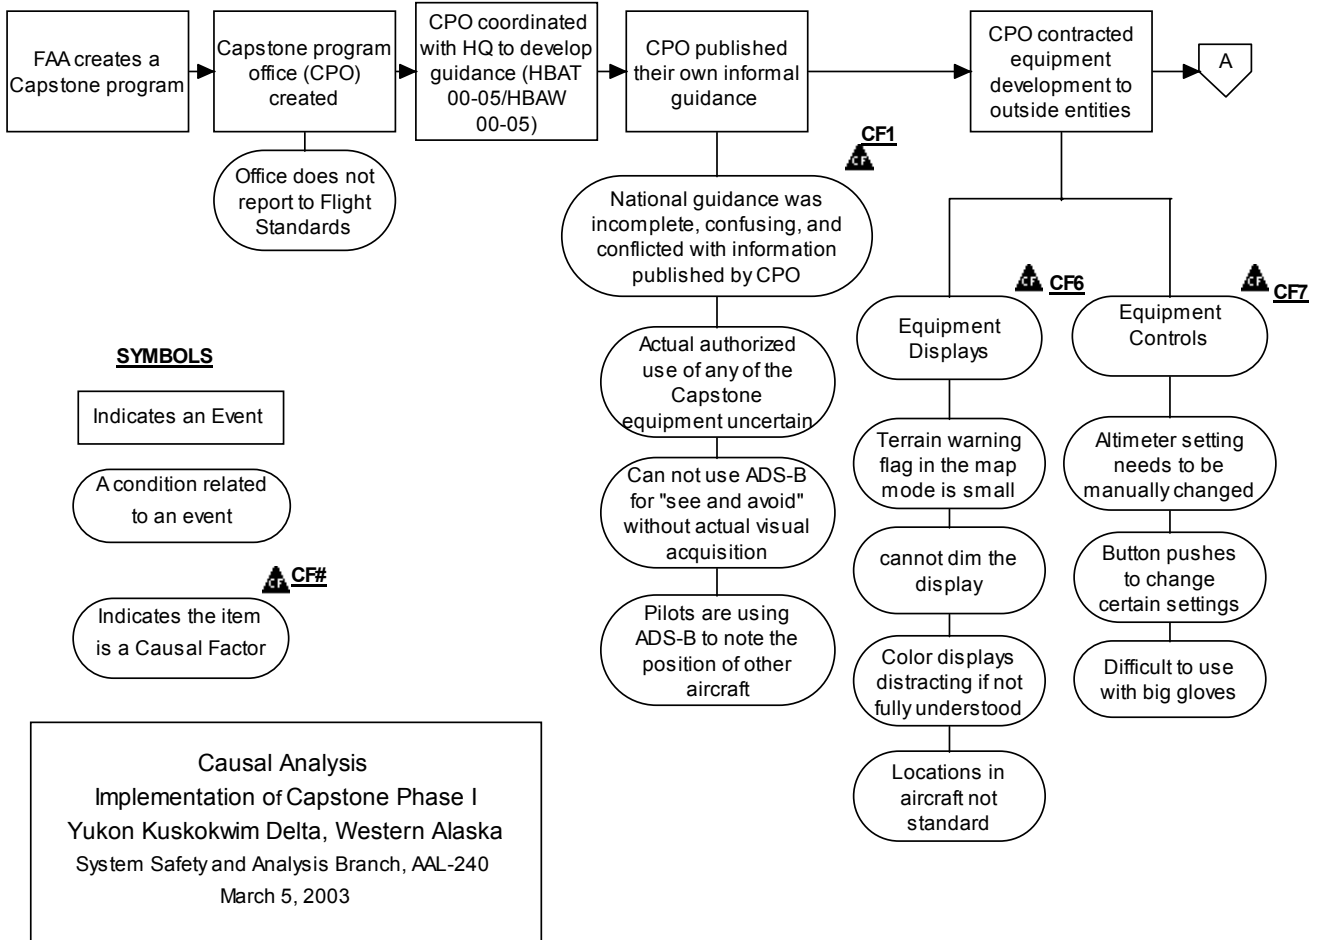 FAA creates a
Capstone program
Capstone program
office (CPO)
created
CPO coordinated
with HQ to develop
guidance (HBAT
00-05/HBAW
00-05)
CPO published
their own informal
guidance
CPO contracted
equipment
development to
outside entities
A
Office does not
report to Flight
Standards
CF1
CF
National guidance was
incomplete, confusing, and
conflicted with information
published by CPO
Actual authorized
use of any of the
Capstone
equipment uncertain
Can not use ADS-B
for "see and avoid"
without actual visual
acquisition
Pilots are using
ADS-B to note the
position of other
aircraft
CF
CF6
Equipment
Displays
Terrain warning
flag in the map
mode is small
cannot dim the
display
Color displays
distracting if not
fully understood
Locations in
aircraft not
standard
CF
CF7
Equipment
Controls
Altimeter setting
needs to be
manually changed
Button pushes
to change
certain settings
Difficult to use
with big gloves
SYMBOLS
Indicates an Event
A condition related
to an event
CF
CF#
Indicates the item
is a Causal Factor
Causal Analysis
Implementation of Capstone Phase I
Yukon Kuskokwim Delta, Western Alaska
System Safety and Analysis Branch, AAL-240
March 5, 2003